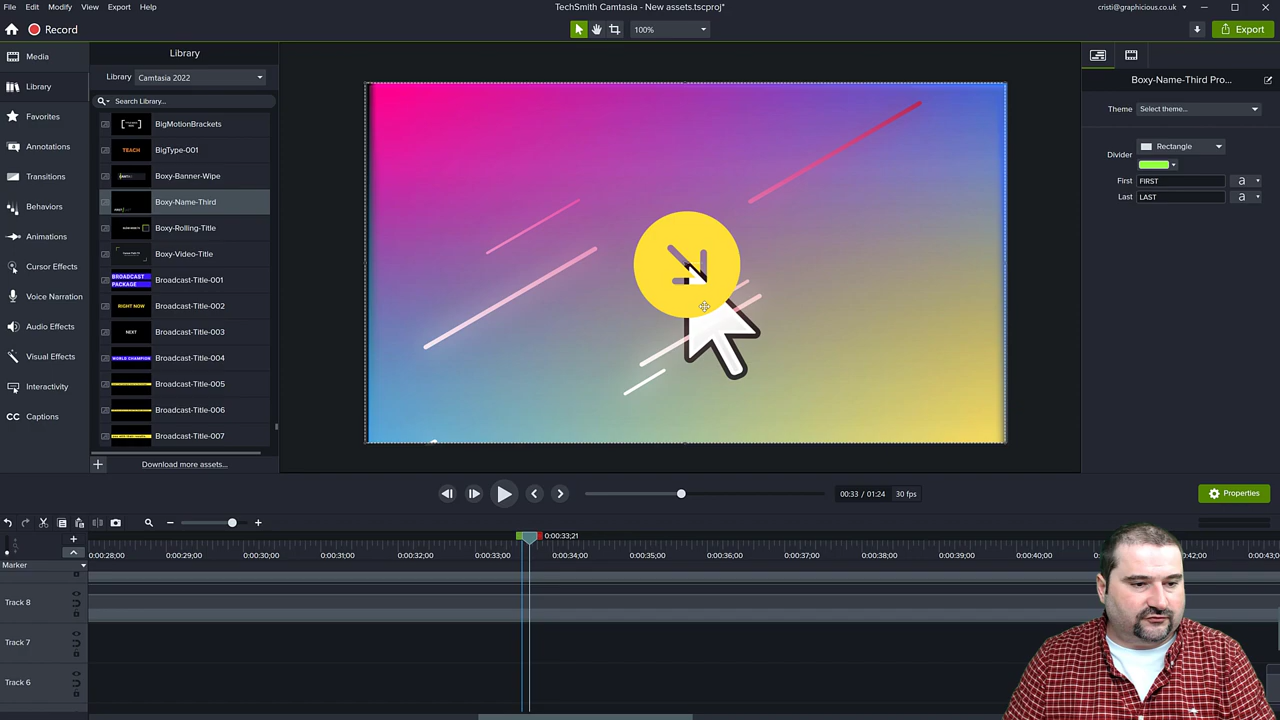 File Edit Modify View Export Help
TechSmith Camtasia - New assets.tscproj*
cristi@graphicious.co.uk
Record
100%
Export
Media
Library
Favorites
Annotations
Transitions
Behaviors
Animations
Cursor Effects
Voice Narration
Audio Effects
Visual Effects
Interactivity
CC Captions
Library
Library Camtasia 2022
Search Library...
BigMotionBrackets
TEACH BigType-001
Boxy-Banner-Wipe
Boxy-Name-Third
Boxy-Rolling-Title
Boxy-Video-Title
BROADCAST PACKAGE Broadcast-Title-001
RIGHT NOW Broadcast-Title-002
NEXT Broadcast-Title-003
WORLD CHAMPION Broadcast-Title-004
Broadcast-Title-005
Broadcast-Title-006
Broadcast-Title-007
Download more assets...
Boxy-Name-Third Pro...
Theme Select theme...
Divider Rectangle
First FIRST a
Last LAST a
00:33 / 01:24 30 fps
Properties
0:00:33;21
0:00:28;00 0:00:29;00 0:00:30;00 0:00:31;00 0:00:32;00 0:00:33;00 0:00:34;00 0:00:35;00 0:00:36;00 0:00:37;00 0:00:38;00 0:00:39;00 0:00:40;00 0:00:42;00 0:00:43;0
Marker
Track 8
Track 7
Track 6